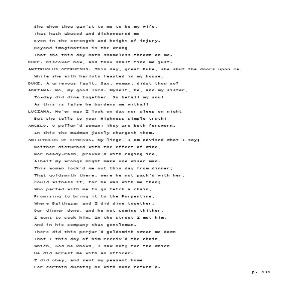 She whom thou gav'st to me to be my wife,
That hath abused and dishonour'd me
Even in the strength and height of injury.
Beyond imagination is the wrong
That she this day hath shameless thrown on me.
DUKE. Discover how, and thou shalt find me just.
ANTIPHOLUS OF EPHESUS. This day, great Duke, she shut the doors upon me
While she with harlots feasted in my house.
DUKE. A grievous fault. Say, woman, didst thou so?
ADRIANA. No, my good lord. Myself, he, and my sister,
To-day did dine together. So befall my soul
As this is false he burdens me withal!
LUCIANA. Ne'er may I look on day nor sleep on night
But she tells to your Highness simple truth!
ANGELO. O perjur'd woman! They are both forsworn.
In this the madman justly chargeth them.
ANTIPHOLUS OF EPHESUS. My liege, I am advised what I say;
Neither disturbed with the effect of wine,
Nor heady-rash, provok'd with raging ire,
Albeit my wrongs might make one wiser mad.
This woman lock'd me out this day from dinner;
That goldsmith there, were he not pack'd with her,
Could witness it, for he was with me then;
Who parted with me to go fetch a chain,
Promising to bring it to the Porpentine,
Where Balthazar and I did dine together.
Our dinner done, and he not coming thither,
I went to seek him. In the street I met him,
And in his company that gentleman.
There did this perjur'd goldsmith swear me down
That I this day of him receiv'd the chain,
Which, God he knows, I saw not; for the which
He did arrest me with an officer.
I did obey, and sent my peasant home
For certain ducats; he with none return'd.